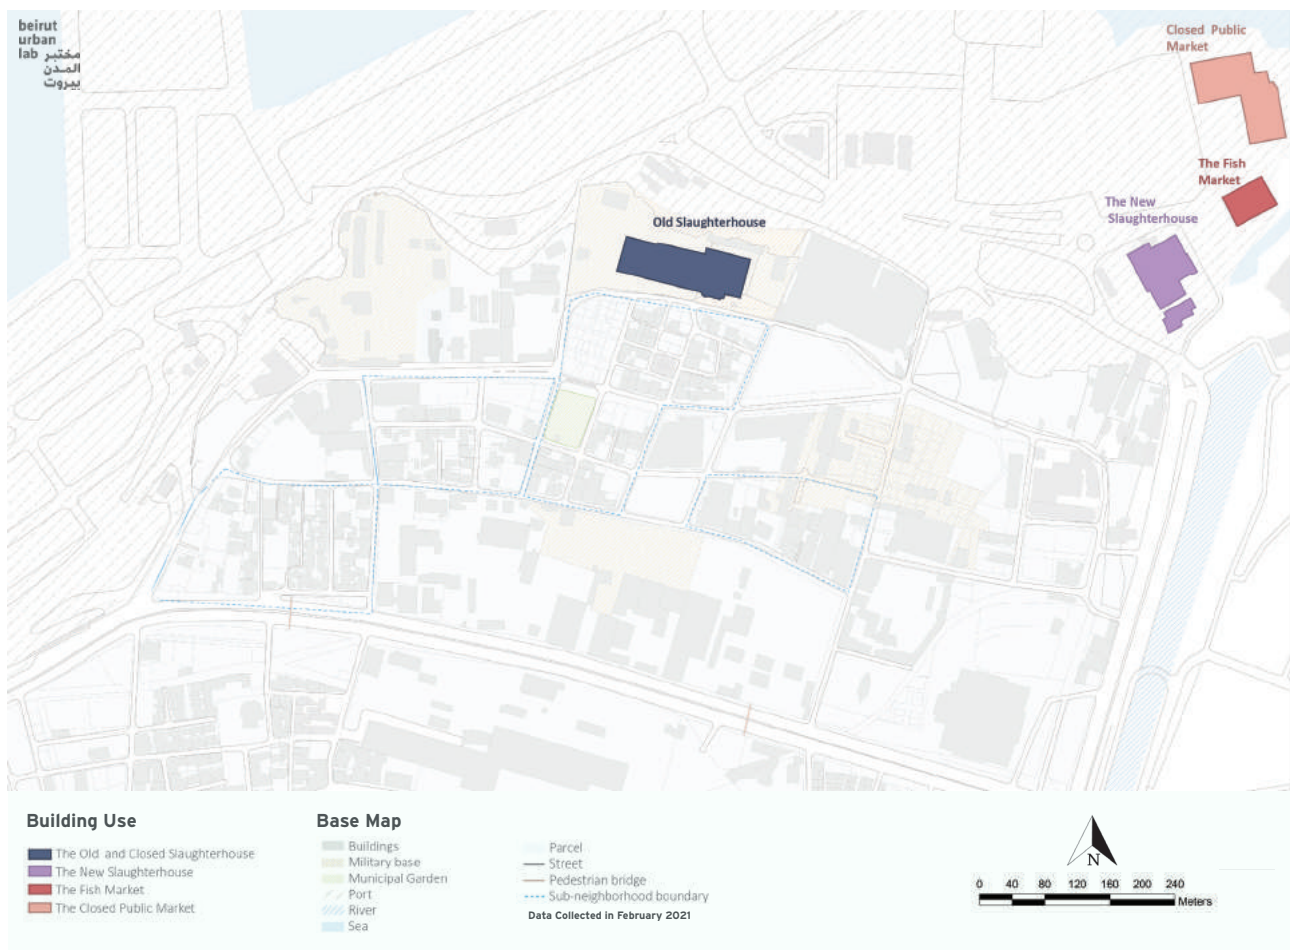 beirut
urban
lab مختبر
المدن
بيروت
Closed Public
Market
The Fish
Market
The New
Slaughterhouse
Old Slaughterhouse
Building Use
The Old and Closed Slaughterhouse
The New Slaughterhouse
The Fish Market
The Closed Public Market
Base Map
Buildings
Military base
Municipal Garden
Port
River
Sea
Parcel
Street
Pedestrian bridge
Sub-neighborhood boundary
Data Collected in February 2021
N
0 40 80 120 160 200 240
Meters